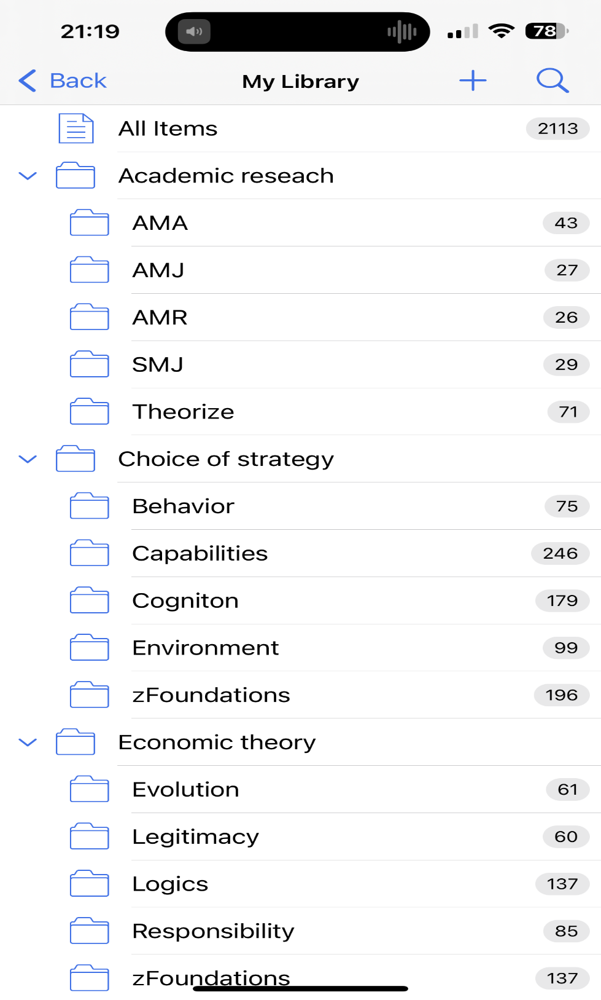 21:19
78
Back
My Library
All Items 2113
Academic reseach
AMA 43
AMJ 27
AMR 26
SMJ 29
Theorize 71
Choice of strategy
Behavior 75
Capabilities 246
Cogniton 179
Environment 99
zFoundations 196
Economic theory
Evolution 61
Legitimacy 60
Logics 137
Responsibility 85
zFoundations 137